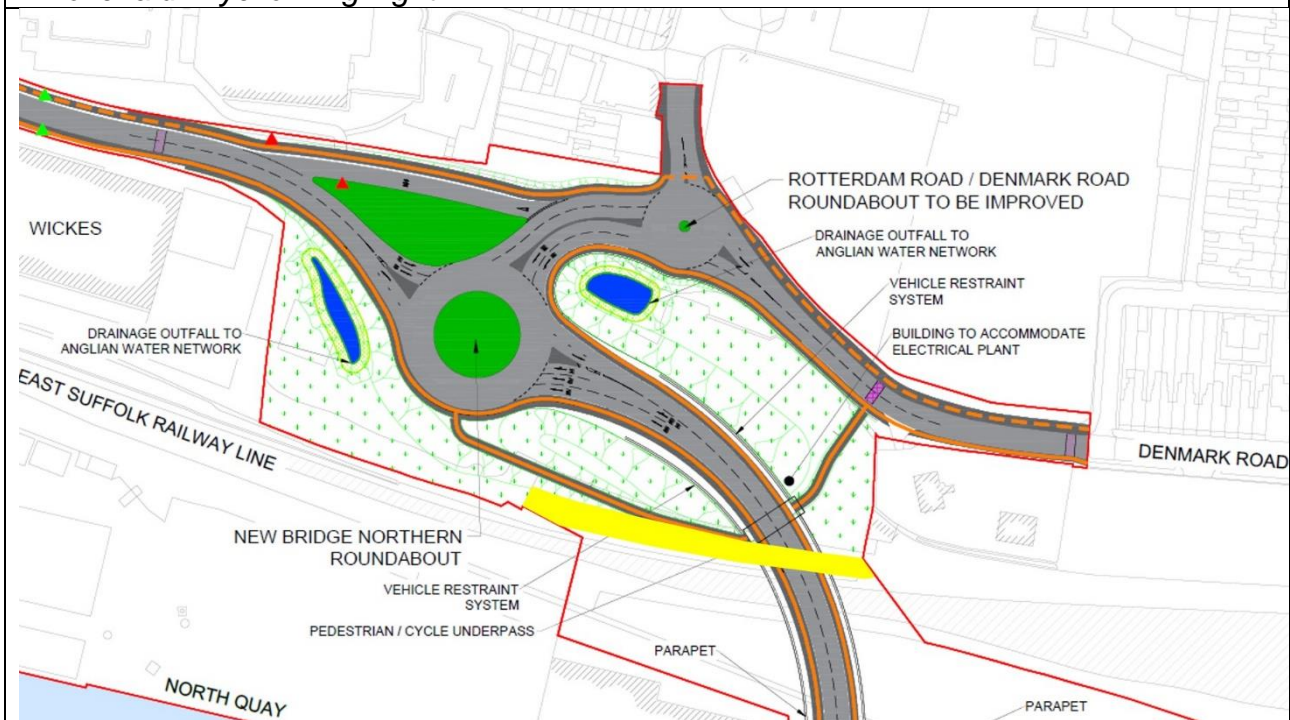 ROTTERDAM ROAD / DENMARK ROAD
ROUNDABOUT TO BE IMPROVED
WICKES
DRAINAGE OUTFALL TO
ANGLIAN WATER NETWORK
VEHICLE RESTRAINT
SYSTEM
DRAINAGE OUTFALL TO
ANGLIAN WATER NETWORK
BUILDING TO ACCOMMODATE
ELECTRICAL PLANT
EAST SUFFOLK RAILWAY LINE
DENMARK ROAD
NEW BRIDGE NORTHERN
ROUNDABOUT
VEHICLE RESTRAINT
SYSTEM
PEDESTRIAN / CYCLE UNDERPASS
PARAPET
NORTH QUAY
PARAPET